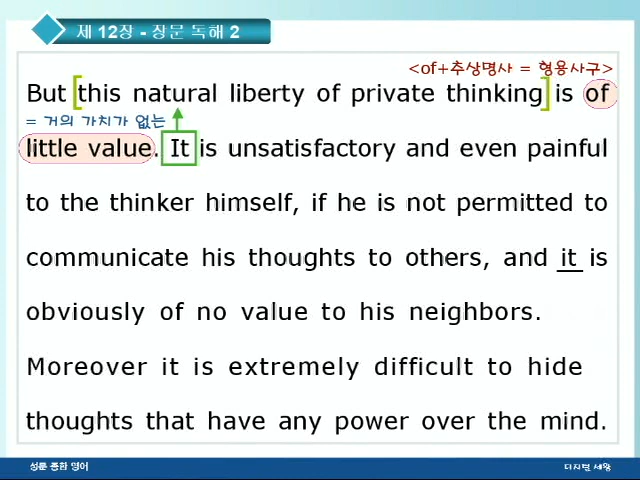 제 12장 - 장문 독해 2
<of+추상명사 = 형용사구>
But [this natural liberty of private thinking] is of
= 거의 가치가 없는
little value. It is unsatisfactory and even painful
to the thinker himself, if he is not permitted to
communicate his thoughts to others, and it is
obviously of no value to his neighbors.
Moreover it is extremely difficult to hide
thoughts that have any power over the mind.
성문 종합 영어
디지털 세왕